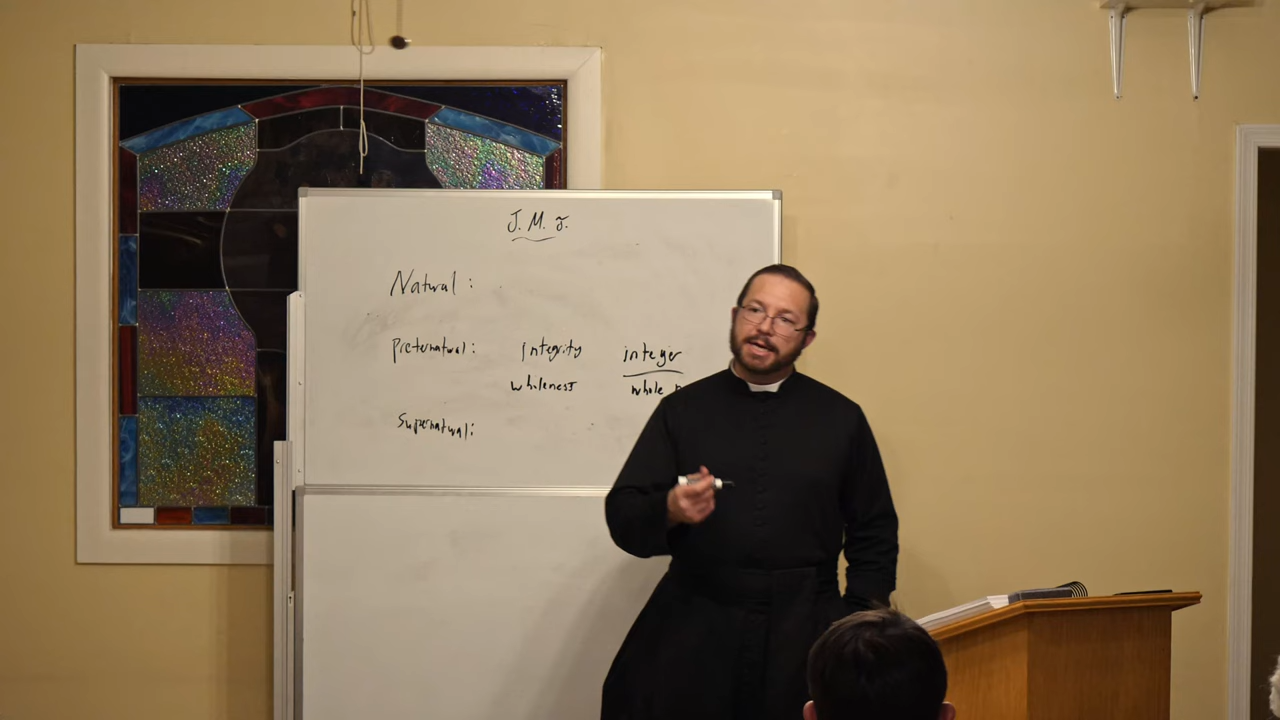 J. M. J.
Natural :
Preternatural : Integrity integer
wholeness whole
Supernatural: